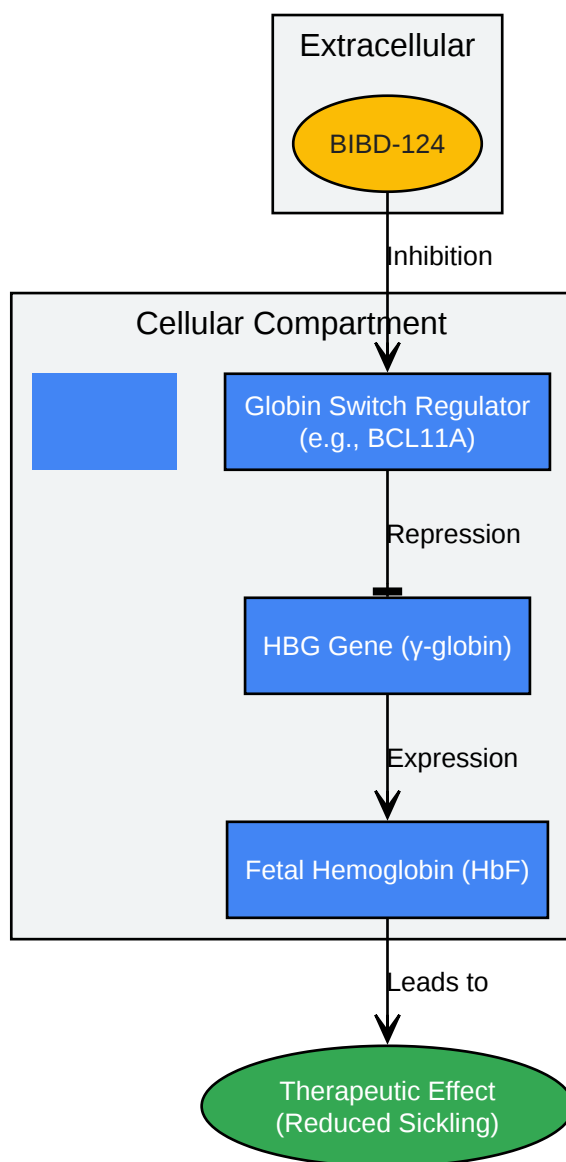 Extracellular
BIBD-124
Inhibition
Cellular Compartment
Globin Switch Regulator
(e.g., BCL11A)
Repression
HBG Gene (γ-globin)
Expression
Fetal Hemoglobin (HbF)
Leads to
Therapeutic Effect
(Reduced Sickling)